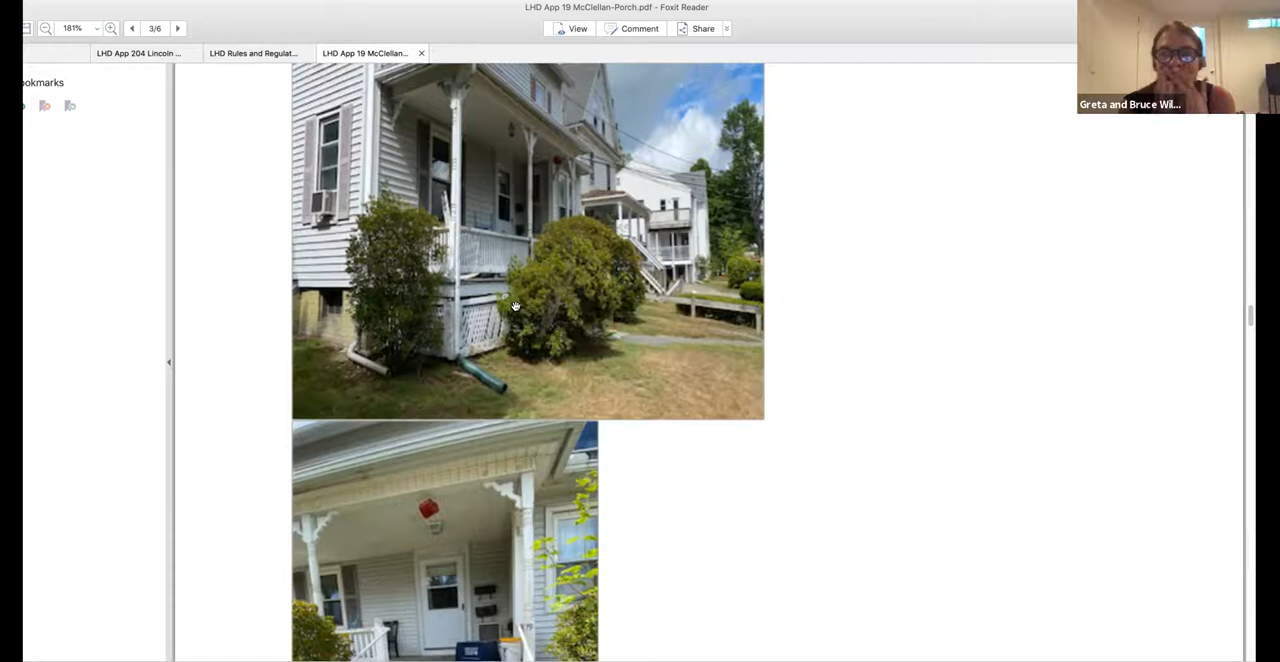 LHD App 19 McClellan-Porch.pdf - Foxit Reader
181%
3/6
View
Comment
Share
LHD App 204 Lincoln ...
LHD Rules and Regulat...
LHD App 19 McClellan...
ookmarks
Greta and Bruce Wil...